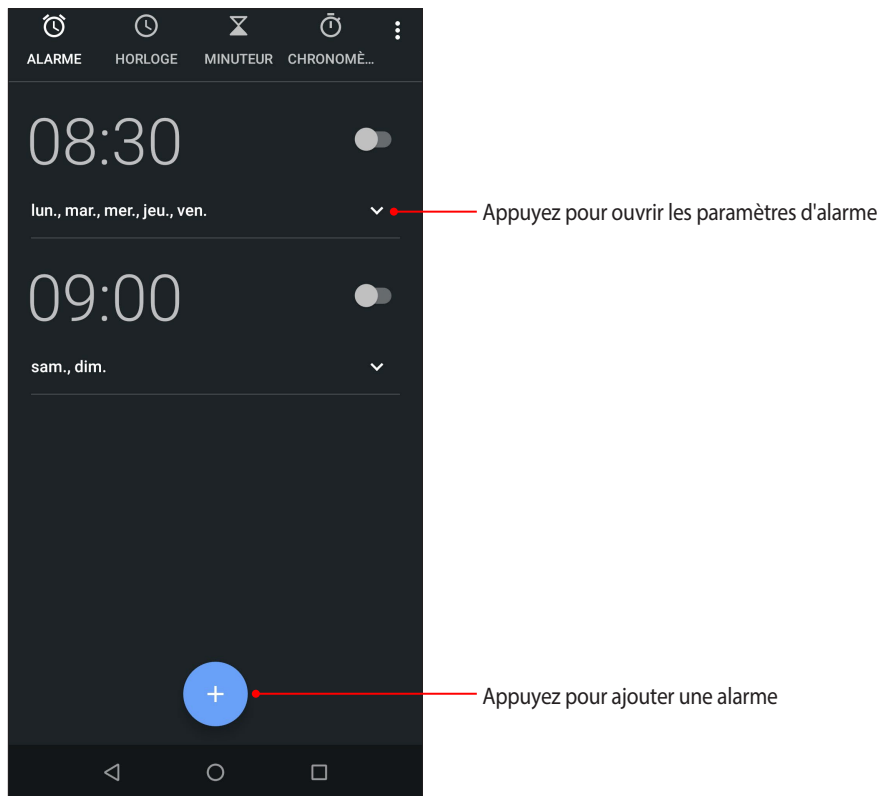 ALARME HORLOGE MINUTEUR CHRONOMÈ...
08:30
lun., mar., mer., jeu., ven.
Appuyez pour ouvrir les paramètres d'alarme
09:00
sam., dim.
+
Appuyez pour ajouter une alarme